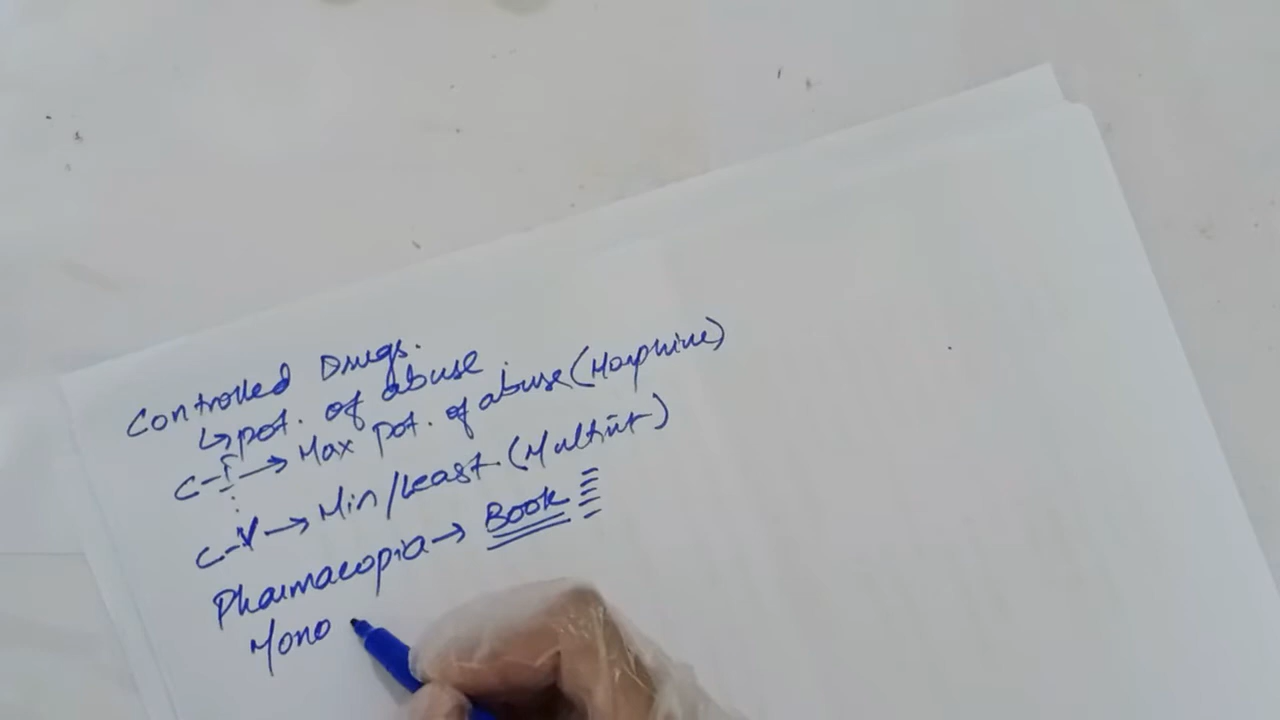 Controlled Drugs.
↳ pot. of abuse
C-I → Max pot. of abuse (Morphine)
C-V → Min/Least. (Multivit)
Pharmacopia → Book
Mono